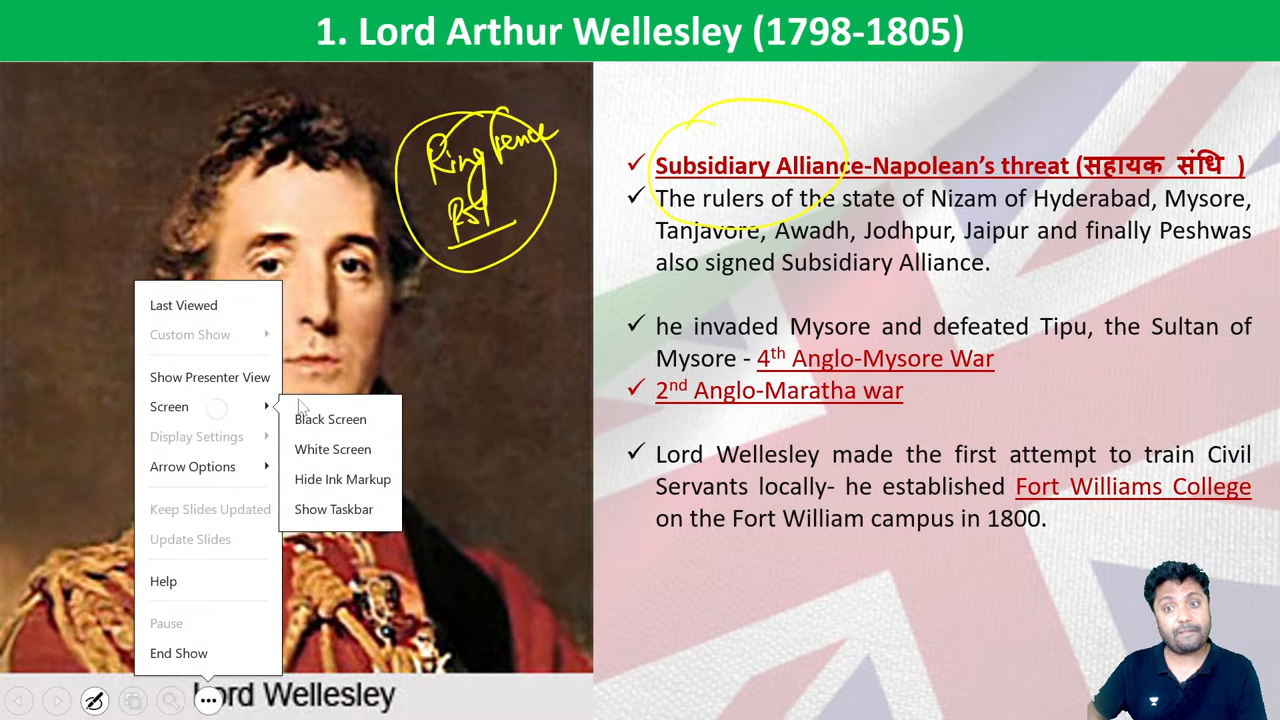 1. Lord Arthur Wellesley (1798-1805)
Ring Fence
✓ Subsidiary Alliance-Napolean's threat (सहायक संधि )
✓ The rulers of the state of Nizam of Hyderabad, Mysore,
Tanjavore, Awadh, Jodhpur, Jaipur and finally Peshwas
also signed Subsidiary Alliance.
✓ he invaded Mysore and defeated Tipu, the Sultan of
Mysore - 4th Anglo-Mysore War
✓ 2nd Anglo-Maratha war
✓ Lord Wellesley made the first attempt to train Civil
Servants locally- he established Fort Williams College
on the Fort William campus in 1800.
Last Viewed
Custom Show
Show Presenter View
Screen
Display Settings
Arrow Options
Keep Slides Updated
Update Slides
Help
Pause
End Show
Black Screen
White Screen
Hide Ink Markup
Show Taskbar
Lord Wellesley